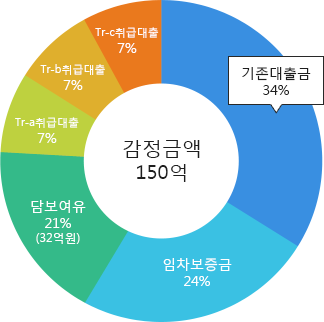 Tr-c취급대출
7%
Tr-b취급대출
7%
기존대출금
34%
Tr-a취급대출
7%
감정금액
150억
담보여유
21%
(32억원)
임차보증금
24%